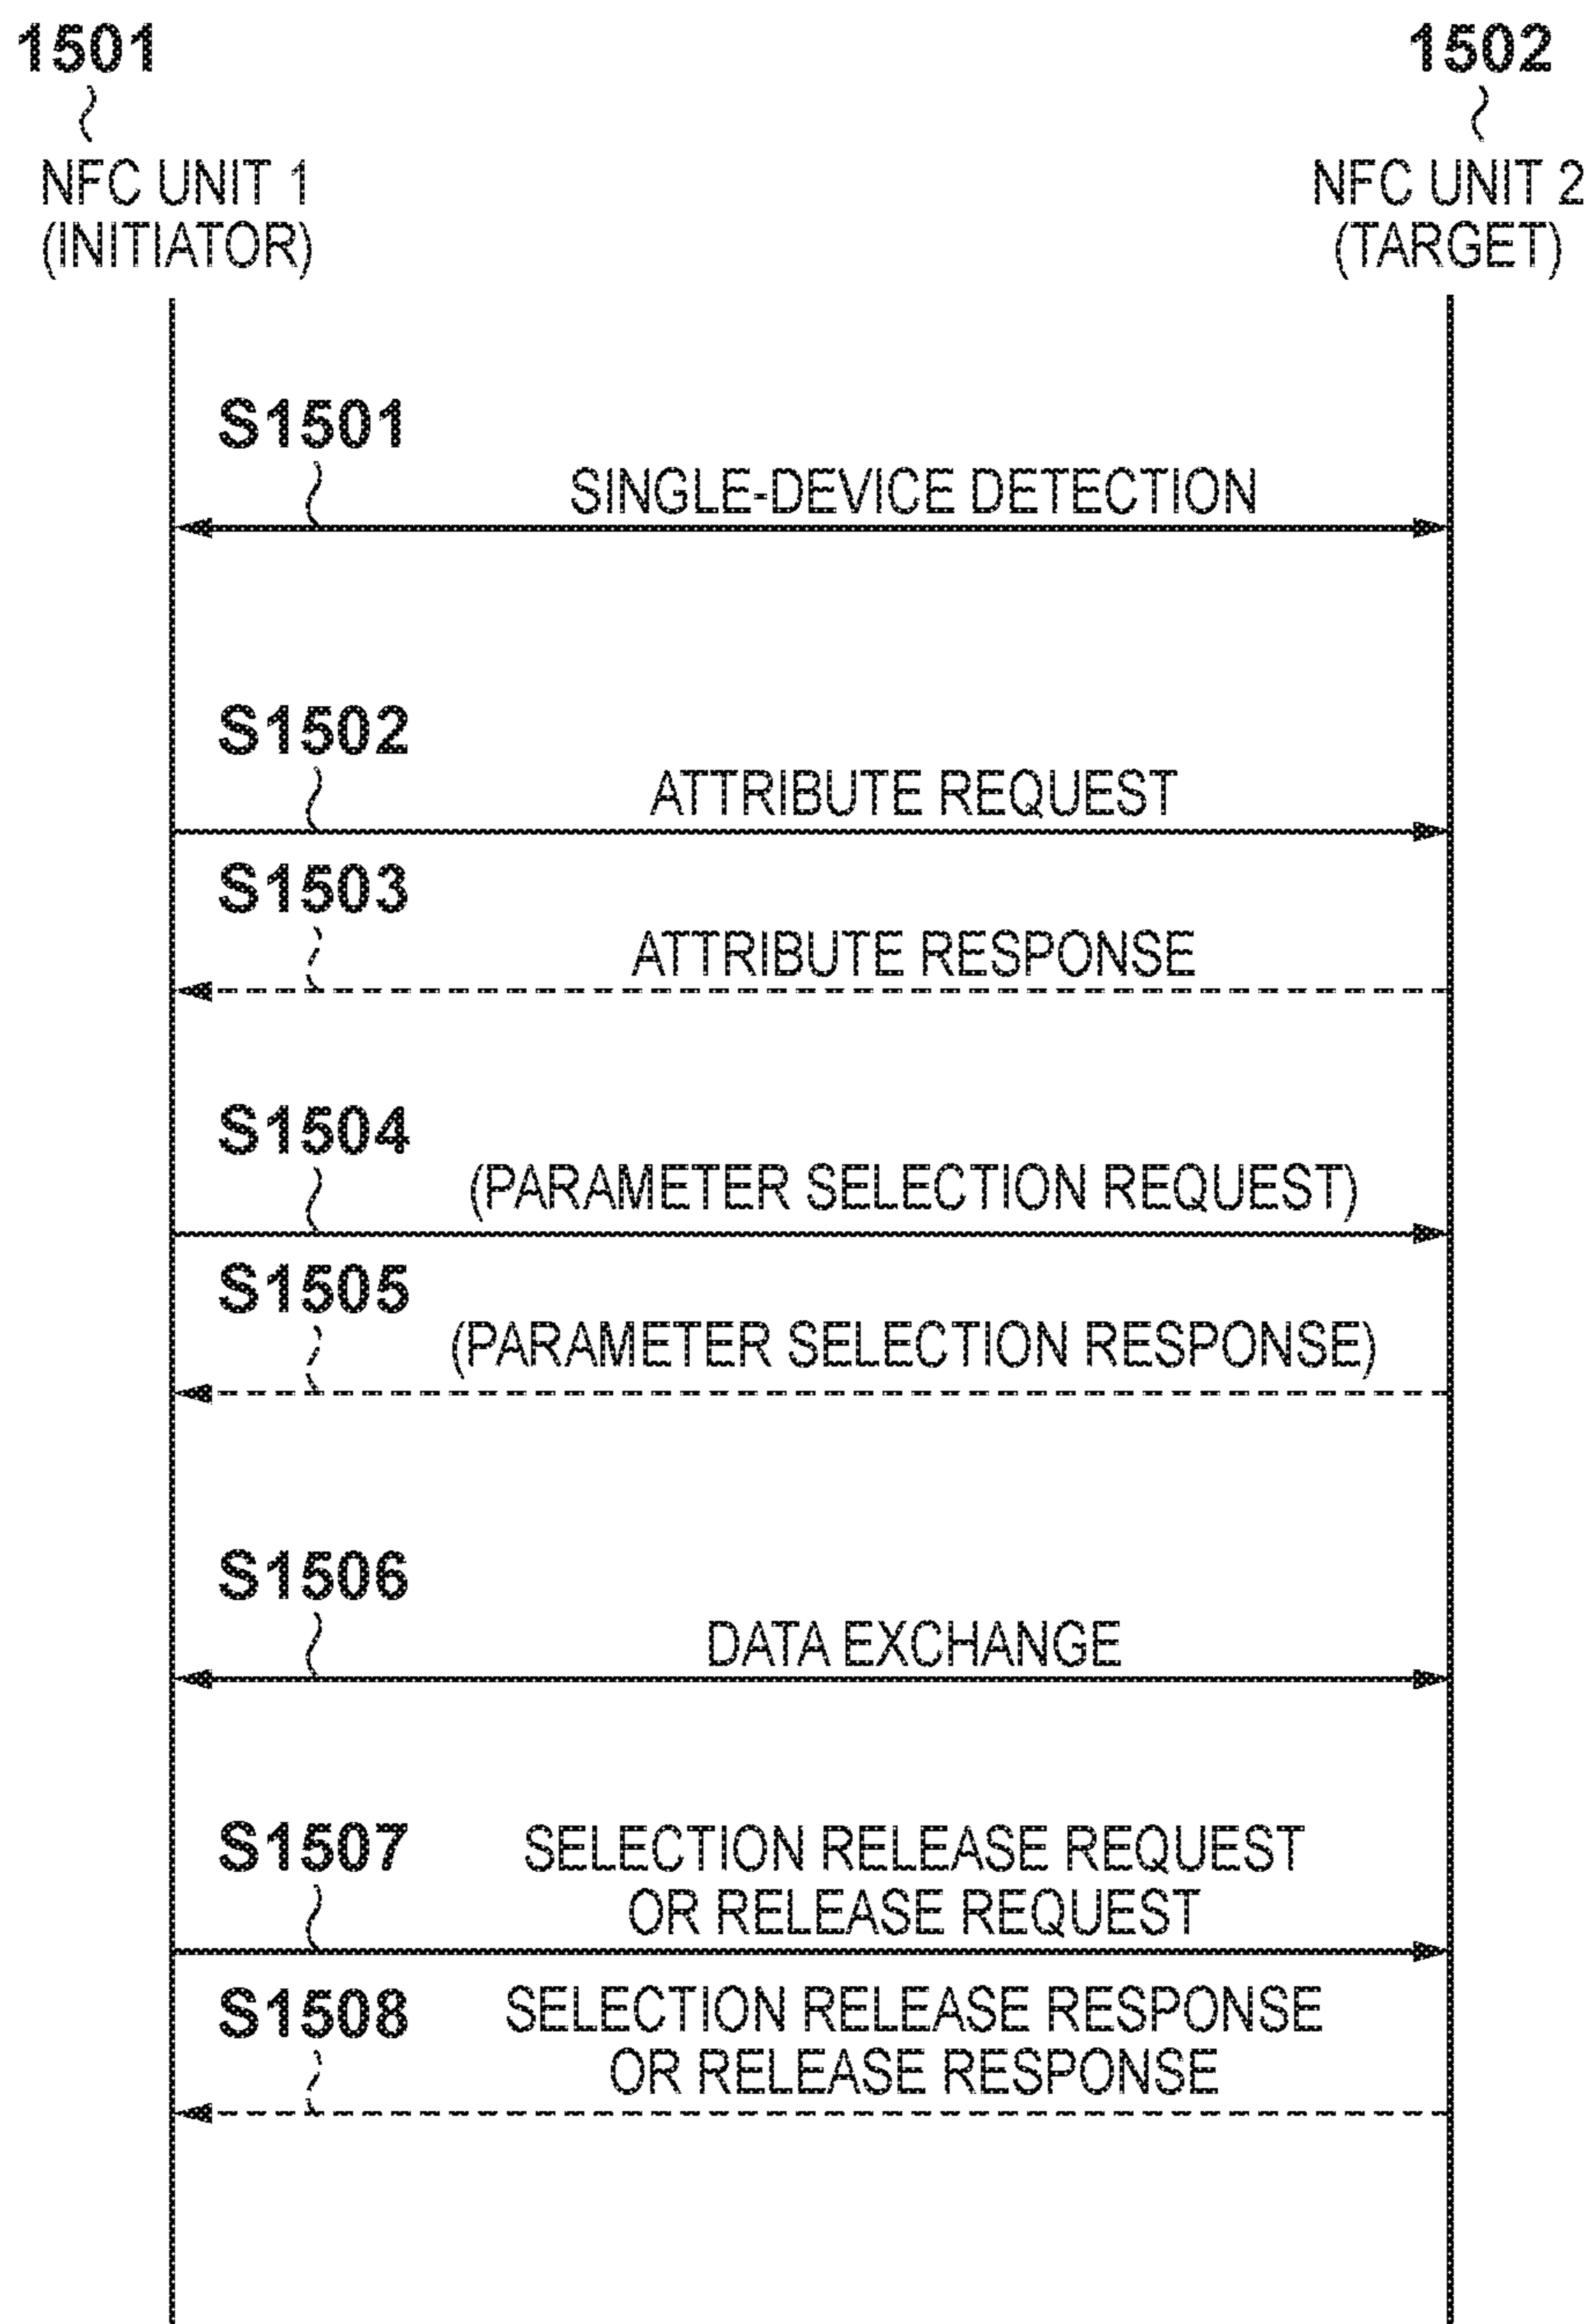 1501
1502
NFC UNIT 1
(INITIATOR)
NFC UNIT 2
(TARGET)
S1501
SINGLE-DEVICE DETECTION
S1502
ATTRIBUTE REQUEST
S1503
ATTRIBUTE RESPONSE
S1504
(PARAMETER SELECTION REQUEST)
S1505
(PARAMETER SELECTION RESPONSE)
S1506
DATA EXCHANGE
S1507
SELECTION RELEASE REQUEST
OR RELEASE REQUEST
S1508
SELECTION RELEASE RESPONSE
OR RELEASE RESPONSE